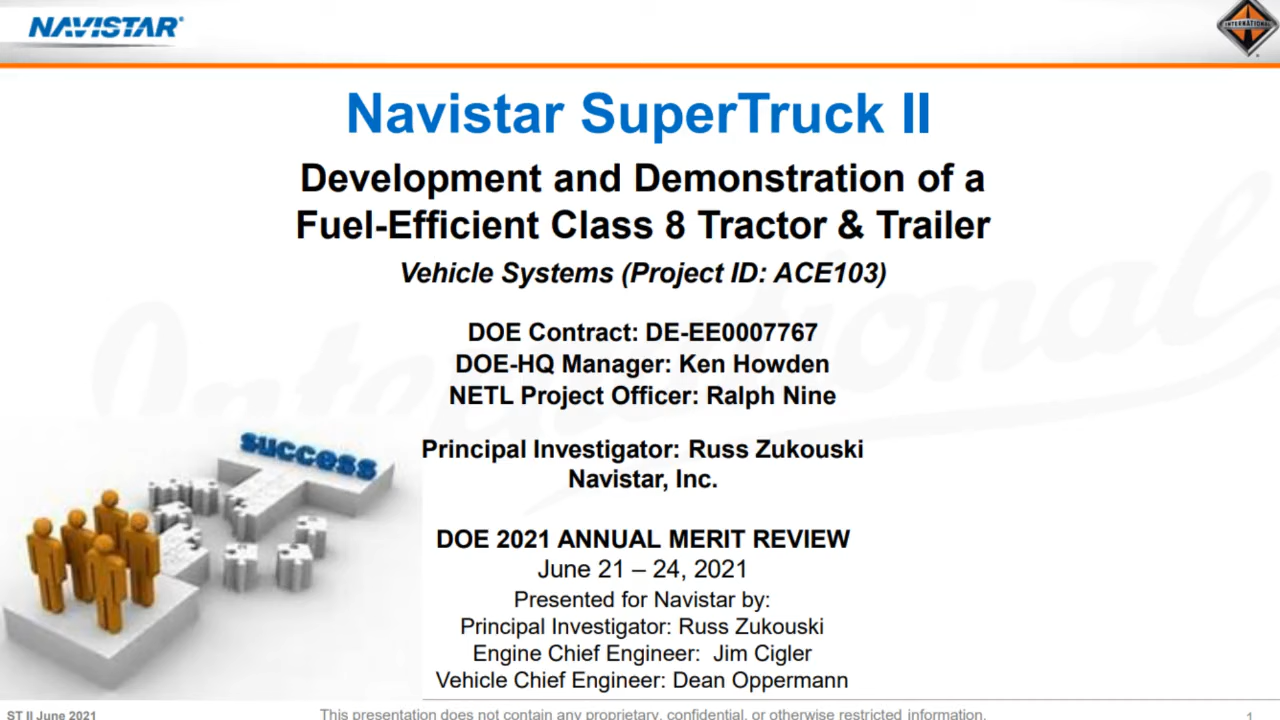 NAVISTAR®
INTERNATIONAL®
Navistar SuperTruck II
Development and Demonstration of a
Fuel-Efficient Class 8 Tractor & Trailer
Vehicle Systems (Project ID: ACE103)
International
DOE Contract: DE-EE0007767
DOE-HQ Manager: Ken Howden
NETL Project Officer: Ralph Nine
success
Principal Investigator: Russ Zukouski
Navistar, Inc.
DOE 2021 ANNUAL MERIT REVIEW
June 21 – 24, 2021
Presented for Navistar by:
Principal Investigator: Russ Zukouski
Engine Chief Engineer:  Jim Cigler
Vehicle Chief Engineer: Dean Oppermann
ST II June 2021
This presentation does not contain any proprietary, confidential, or otherwise restricted information.
1